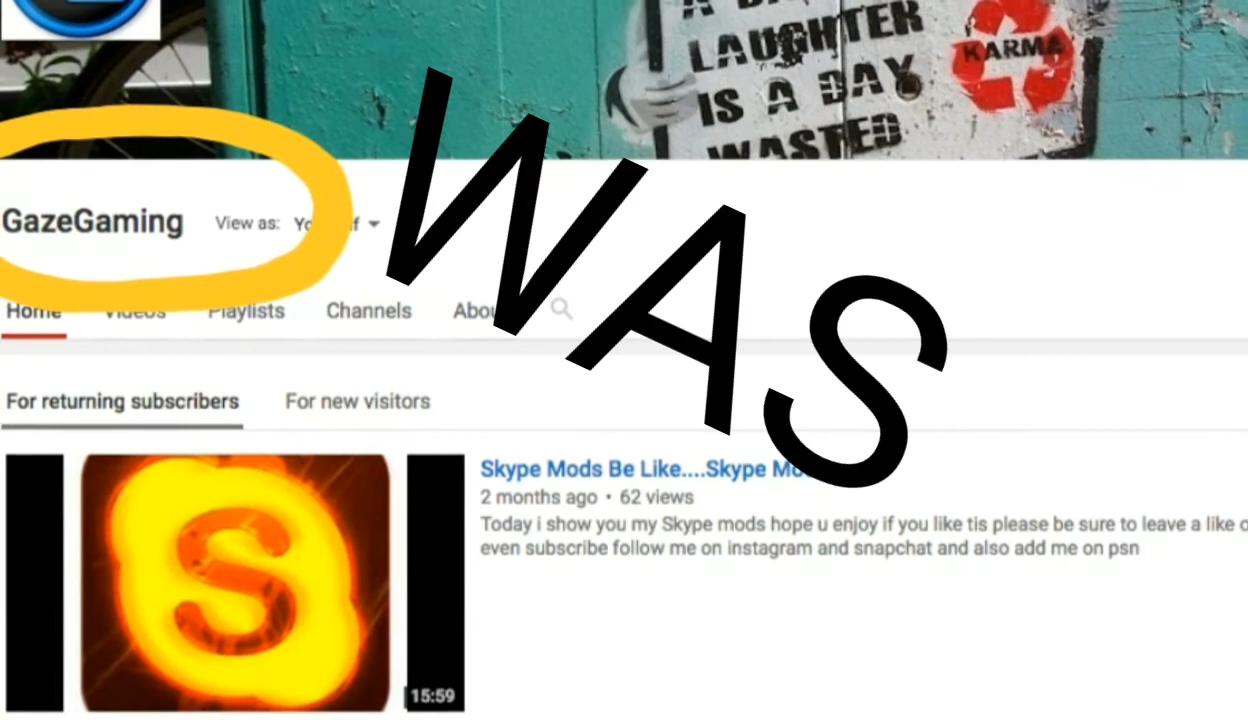 LAUGHTER
IS A DAY
WASTED
KARMA
GazeGaming View as:
WAS
Home Videos Playlists Channels
For returning subscribers For new visitors
Skype Mods Be Like....Skype
2 months ago • 62 views
Today i show you my Skype mods hope u enjoy if you like tis please be sure to leave a like
even subscribe follow me on instagram and snapchat and also add me on psn
S
15:59